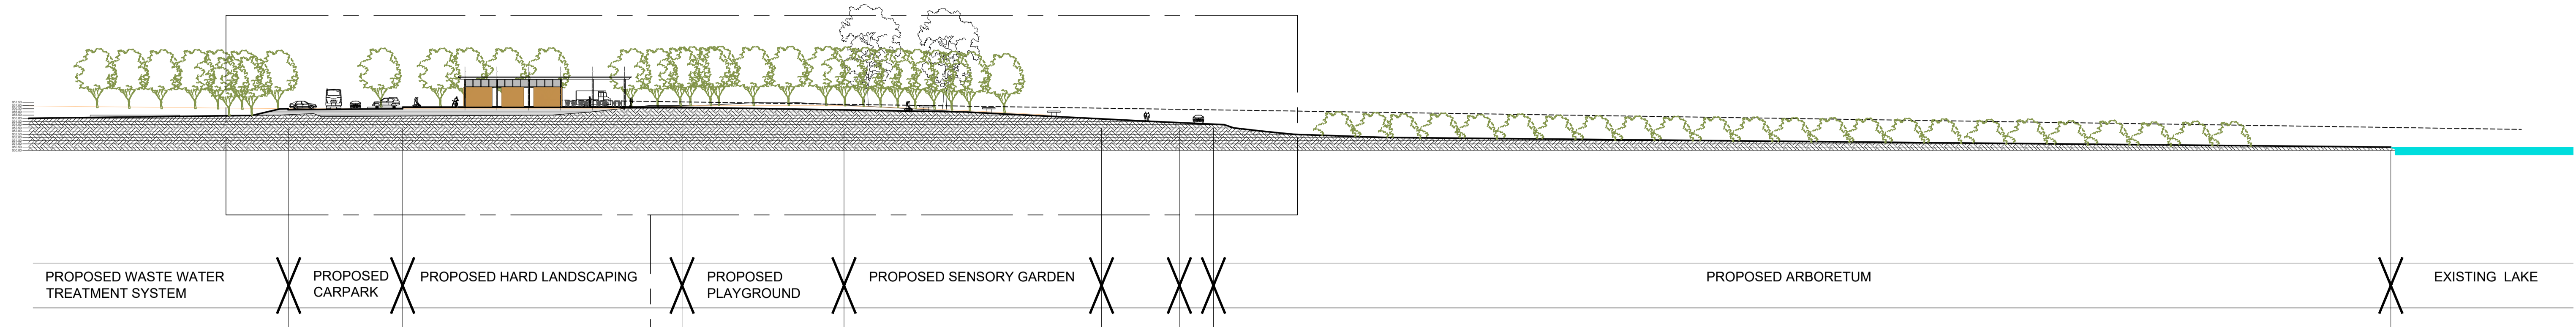 PROPOSED WASTE WATER
TREATMENT SYSTEM
PROPOSED
CARPARK
PROPOSED HARD LANDSCAPING
PROPOSED
PLAYGROUND
PROPOSED SENSORY GARDEN
PROPOSED ARBORETUM
EXISTING LAKE